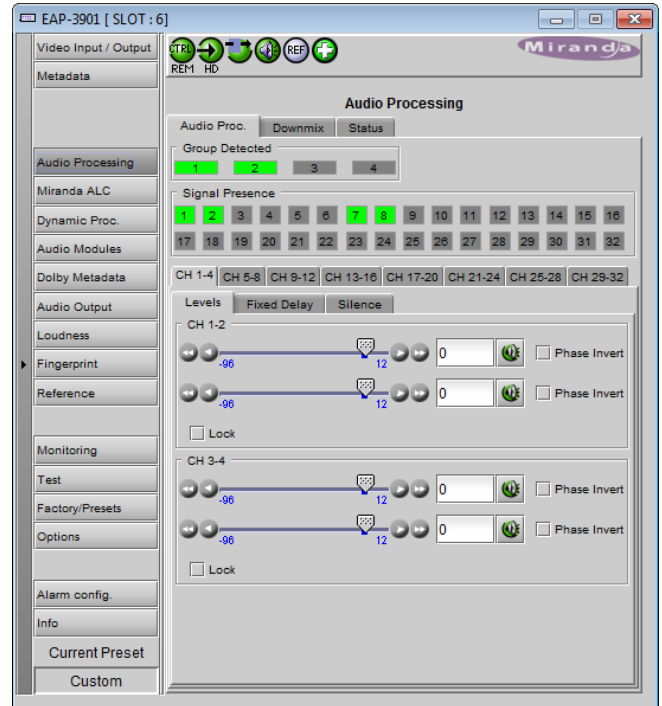 EAP-3901 [ SLOT : 6]
Video Input / Output
Metadata
Audio Processing
Miranda ALC
Dynamic Proc.
Audio Modules
Dolby Metadata
Audio Output
Loudness
Fingerprint
Reference
Monitoring
Test
Factory/Presets
Options
Alarm config.
Info
Current Preset
Custom
CTRL REF
REM HD
Miranda
Audio Processing
Audio Proc. Downmix Status
Group Detected
1 2 3 4
Signal Presence
1 2 3 4 5 6 7 8 9 10 11 12 13 14 15 16
17 18 19 20 21 22 23 24 25 26 27 28 29 30 31 32
CH 1-4 CH 5-8 CH 9-12 CH 13-16 CH 17-20 CH 21-24 CH 25-28 CH 29-32
Levels Fixed Delay Silence
CH 1-2
-96 12 0 Phase Invert
-96 12 0 Phase Invert
Lock
CH 3-4
-96 12 0 Phase Invert
-96 12 0 Phase Invert
Lock